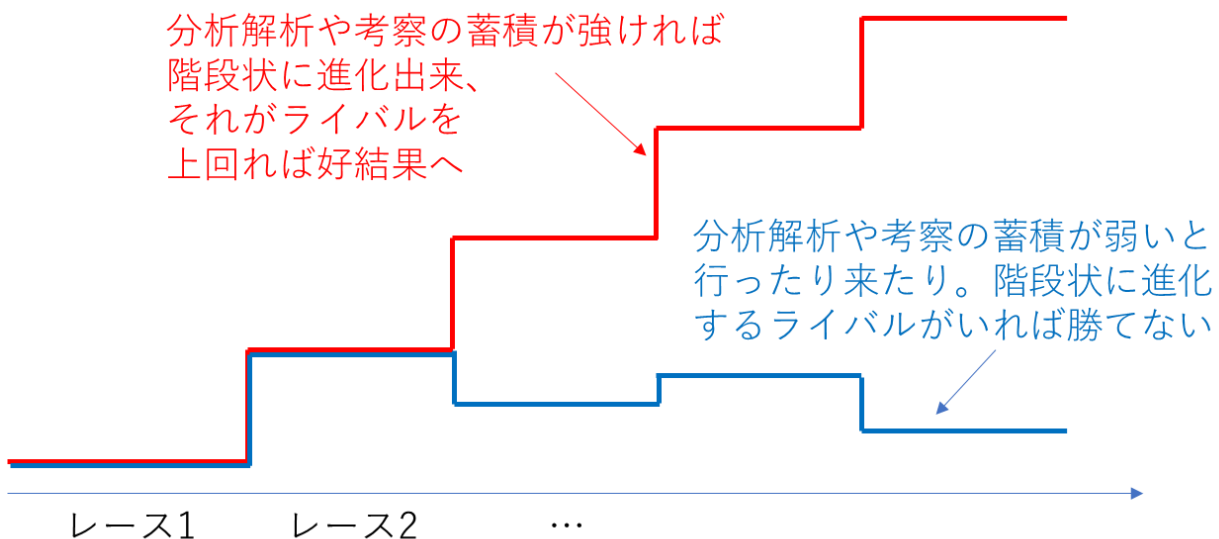 分析解析や考察の蓄積が強ければ
階段状に進化出来、
それがライバルを
上回れば好結果へ
分析解析や考察の蓄積が弱いと
行ったり来たり。階段状に進化
するライバルがいれば勝てない
レース1
レース2
…